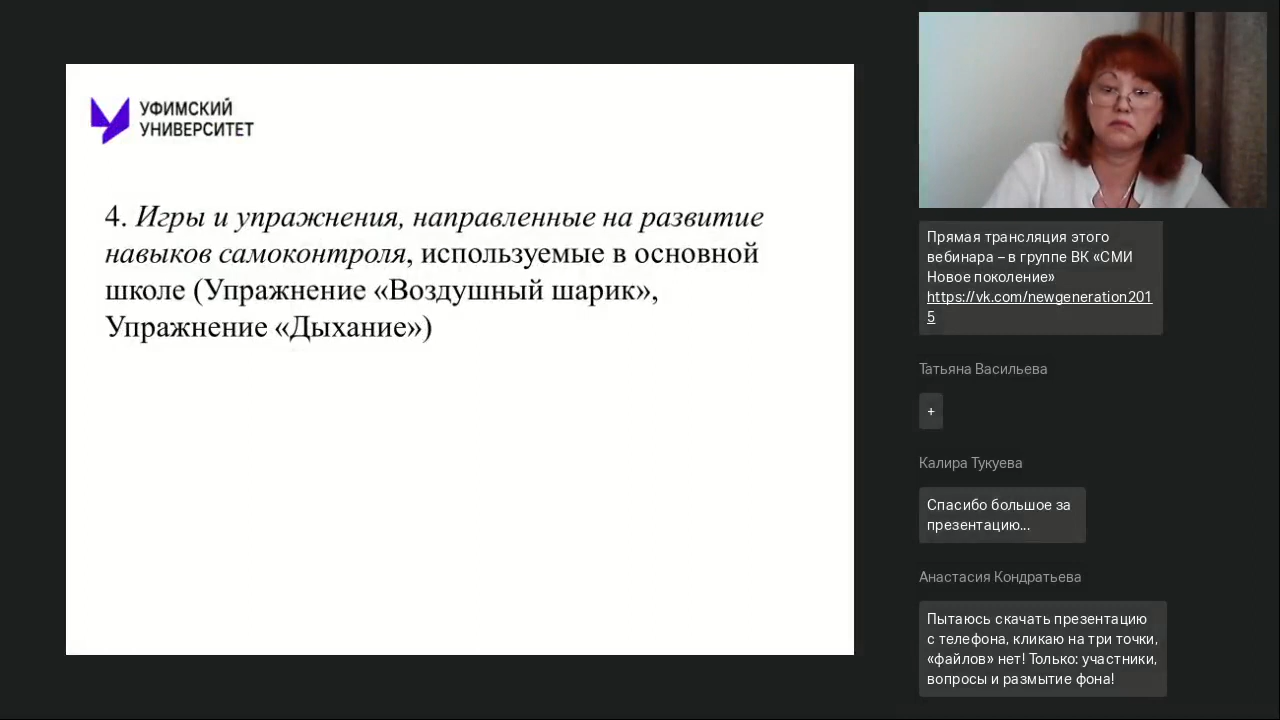 УФИМСКИЙ
УНИВЕРСИТЕТ
4. Игры и упражнения, направленные на развитие
навыков самоконтроля, используемые в основной
школе (Упражнение «Воздушный шарик»,
Упражнение «Дыхание»)
Прямая трансляция этого
вебинара – в группе ВК «СМИ
Новое поколение»
https://vk.com/newgeneration201
5
Татьяна Васильева
+
Калира Тукуева
Спасибо большое за
презентацию...
Анастасия Кондратьева
Пытаюсь скачать презентацию
с телефона, кликаю на три точки,
«файлов» нет! Только: участники,
вопросы и размытие фона!